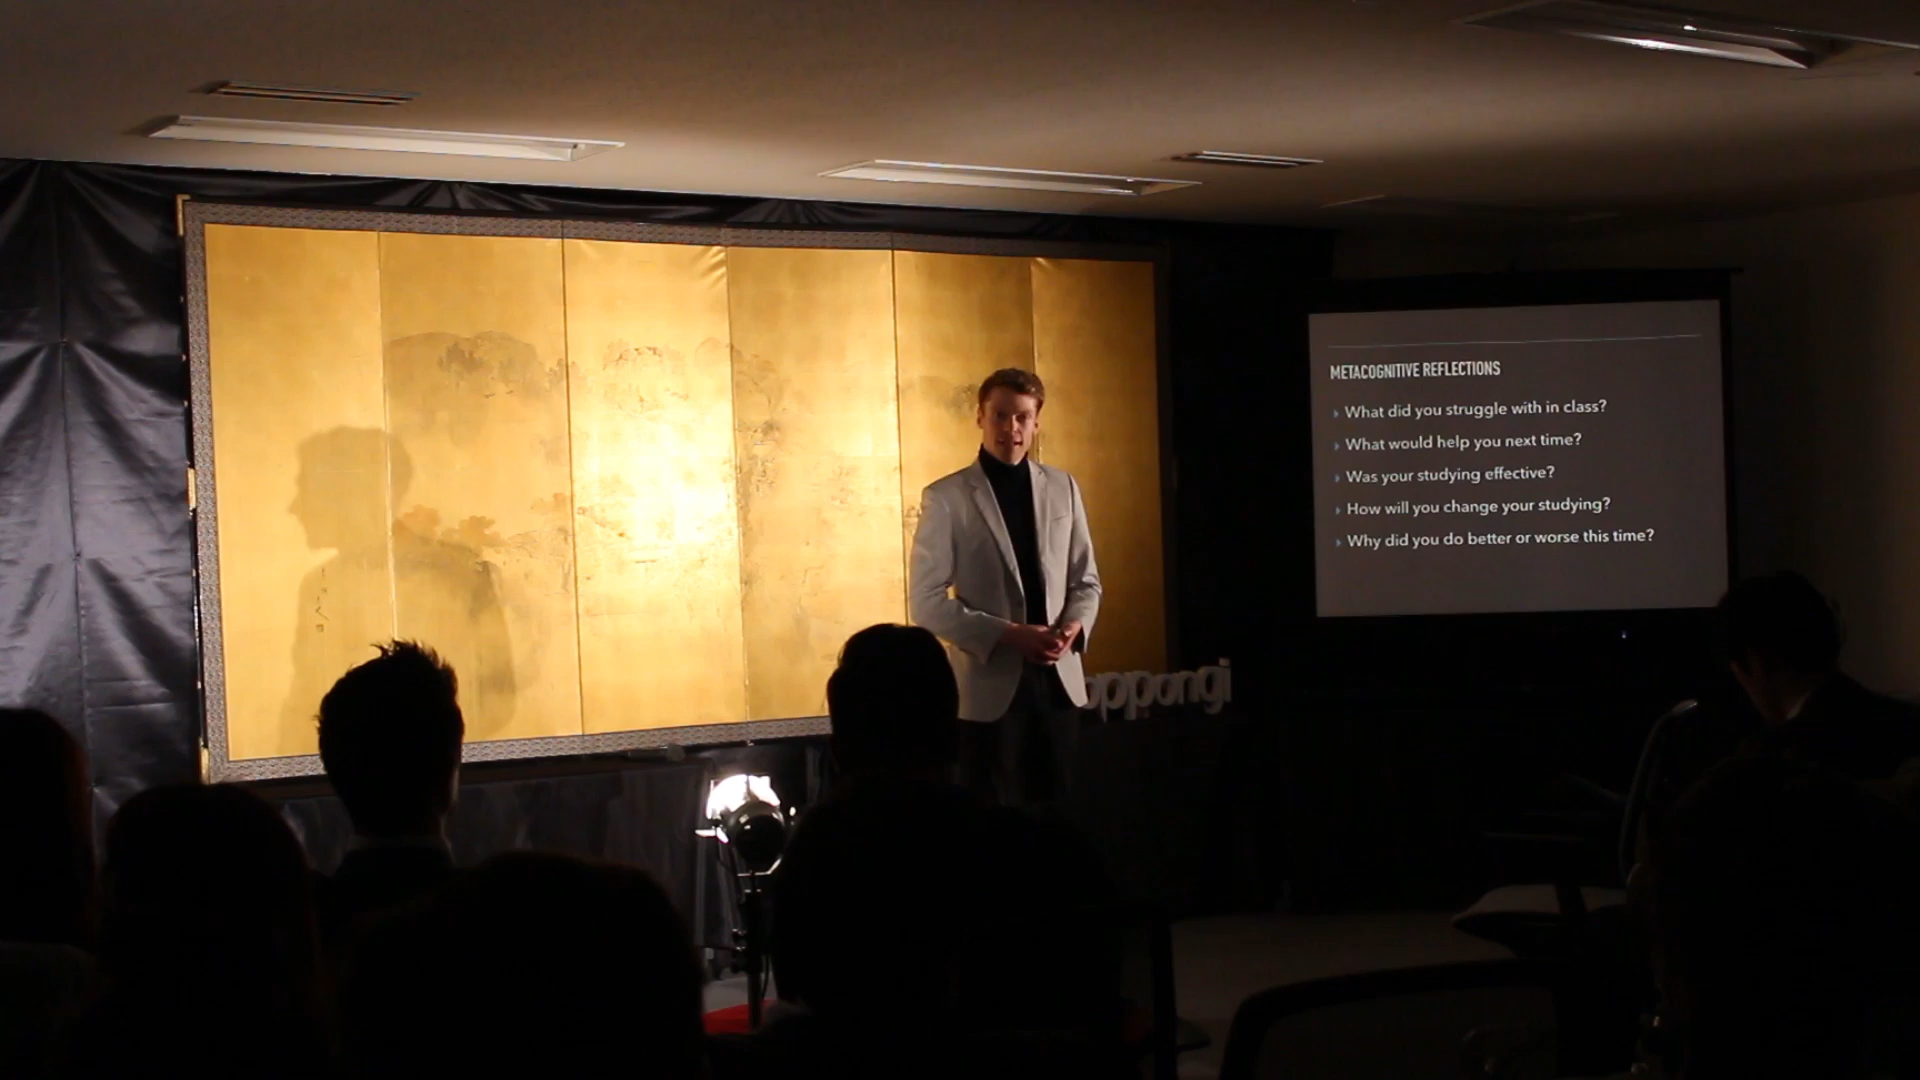 METACOGNITIVE REFLECTIONS
What did you struggle with in class?
What would help you next time?
Was your studying effective?
How will you change your studying?
Why did you do better or worse this time?
oppongi